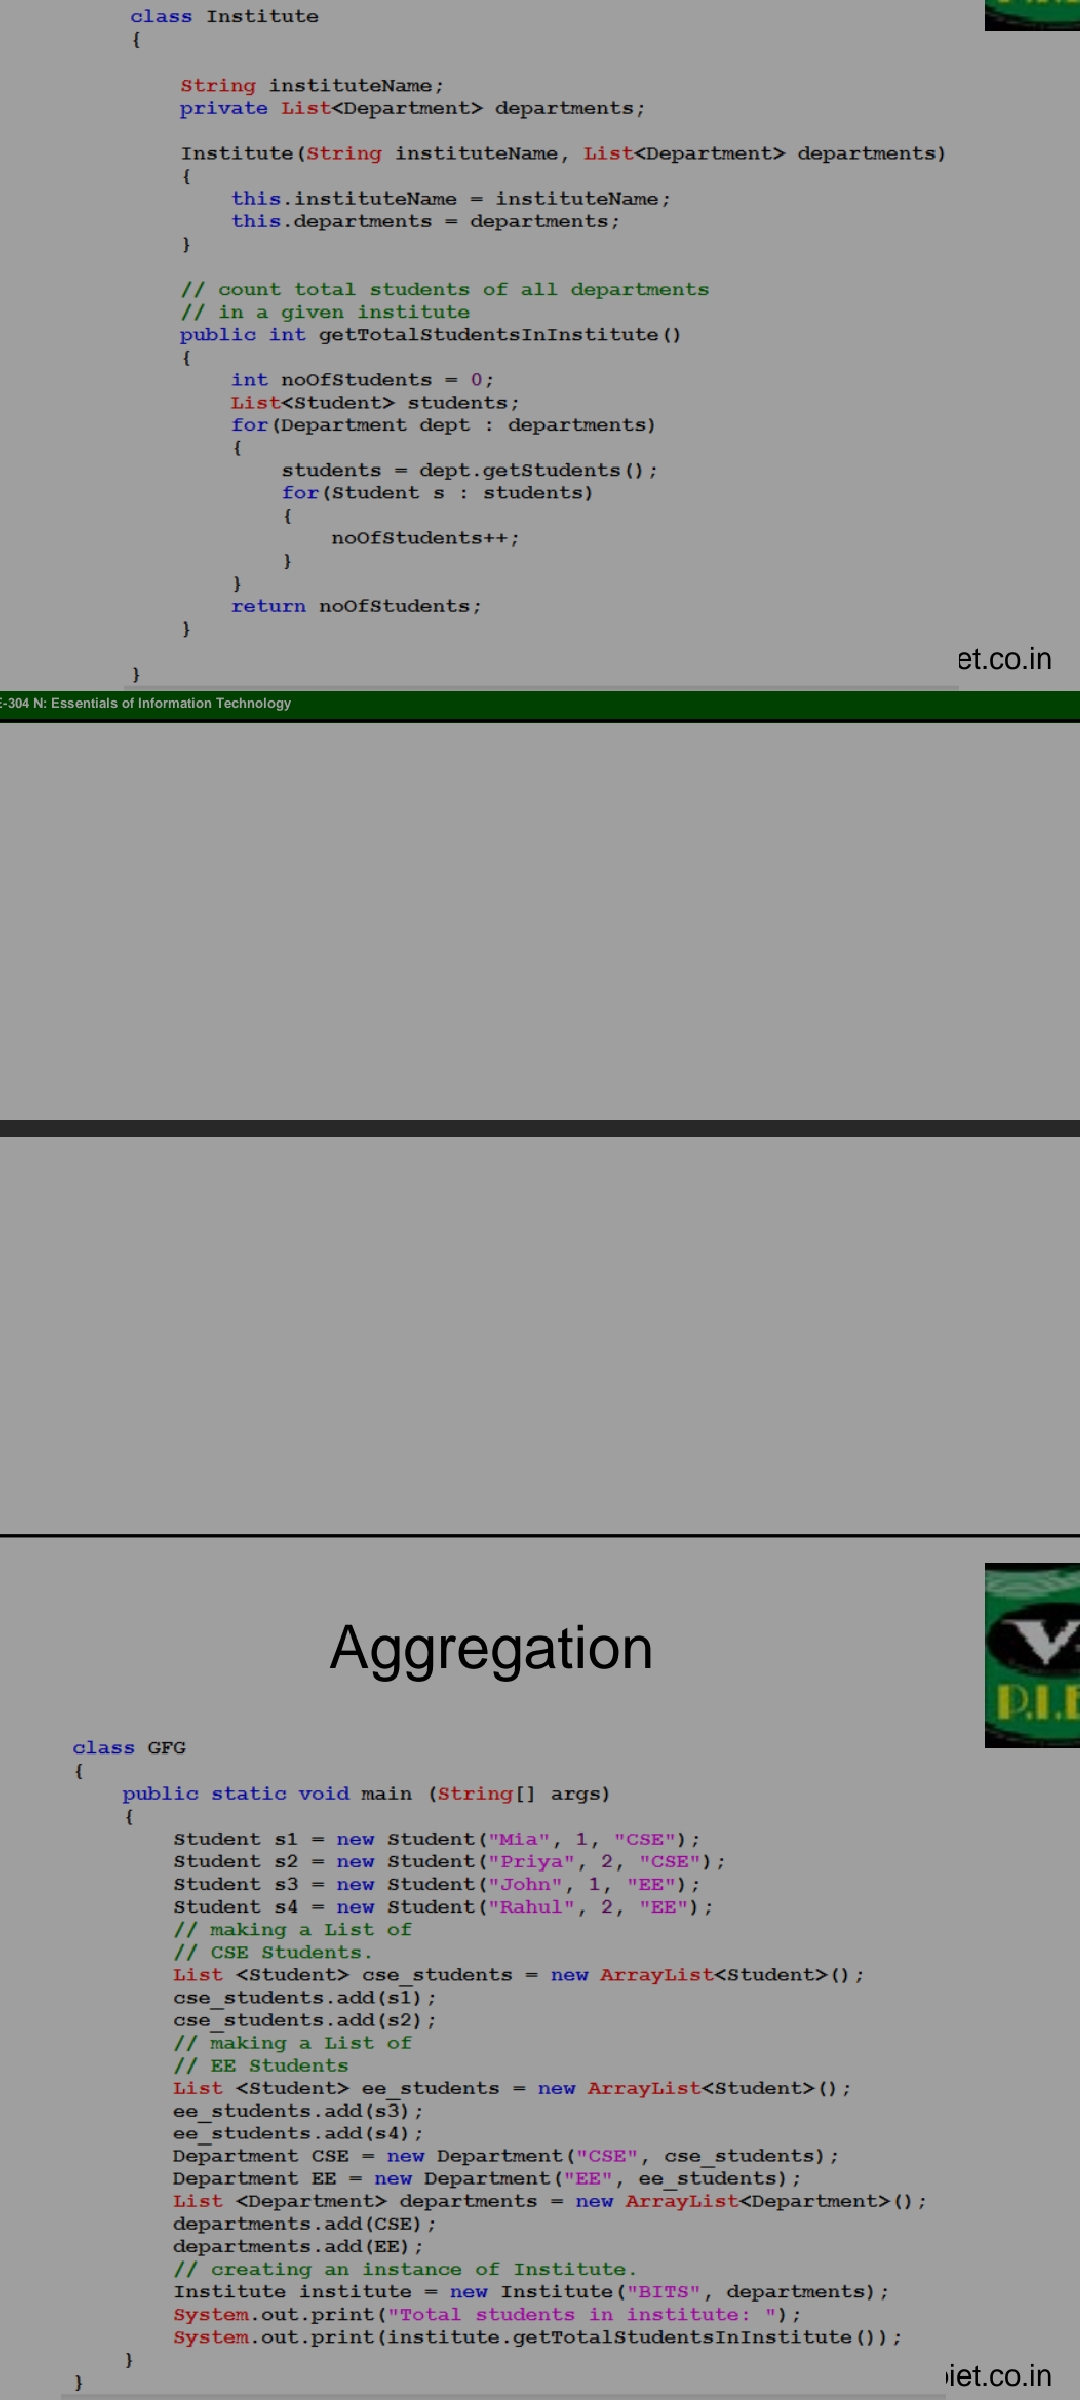 class Institute
{
String instituteName;
private List<Department> departments;
Institute(String instituteName, List<Department> departments)
{
this.instituteName = instituteName;
this.departments = departments;
}
// count total students of all departments
// in a given institute
public int getTotalStudentsInInstitute()
{
int noOfStudents = 0;
List<Student> students;
for(Department dept : departments)
{
students = dept.getStudents();
for(Student s : students)
{
noOfStudents++;
}
}
return noOfStudents;
}
}
et.co.in
E-304 N: Essentials of Information Technology
Aggregation
V
P.I.E
class GFG
{
public static void main (String[] args)
{
Student s1 = new Student("Mia", 1, "CSE");
Student s2 = new Student("Priya", 2, "CSE");
Student s3 = new Student("John", 1, "EE");
Student s4 = new Student("Rahul", 2, "EE");
// making a List of
// CSE Students.
List <Student> cse_students = new ArrayList<Student>();
cse_students.add(s1);
cse_students.add(s2);
// making a List of
// EE Students
List <Student> ee_students = new ArrayList<Student>();
ee_students.add(s3);
ee_students.add(s4);
Department CSE = new Department("CSE", cse_students);
Department EE = new Department("EE", ee_students);
List <Department> departments = new ArrayList<Department>();
departments.add(CSE);
departments.add(EE);
// creating an instance of Institute.
Institute institute = new Institute("BITS", departments);
System.out.print("Total students in institute: ");
System.out.print(institute.getTotalStudentsInInstitute());
}
}
iet.co.in